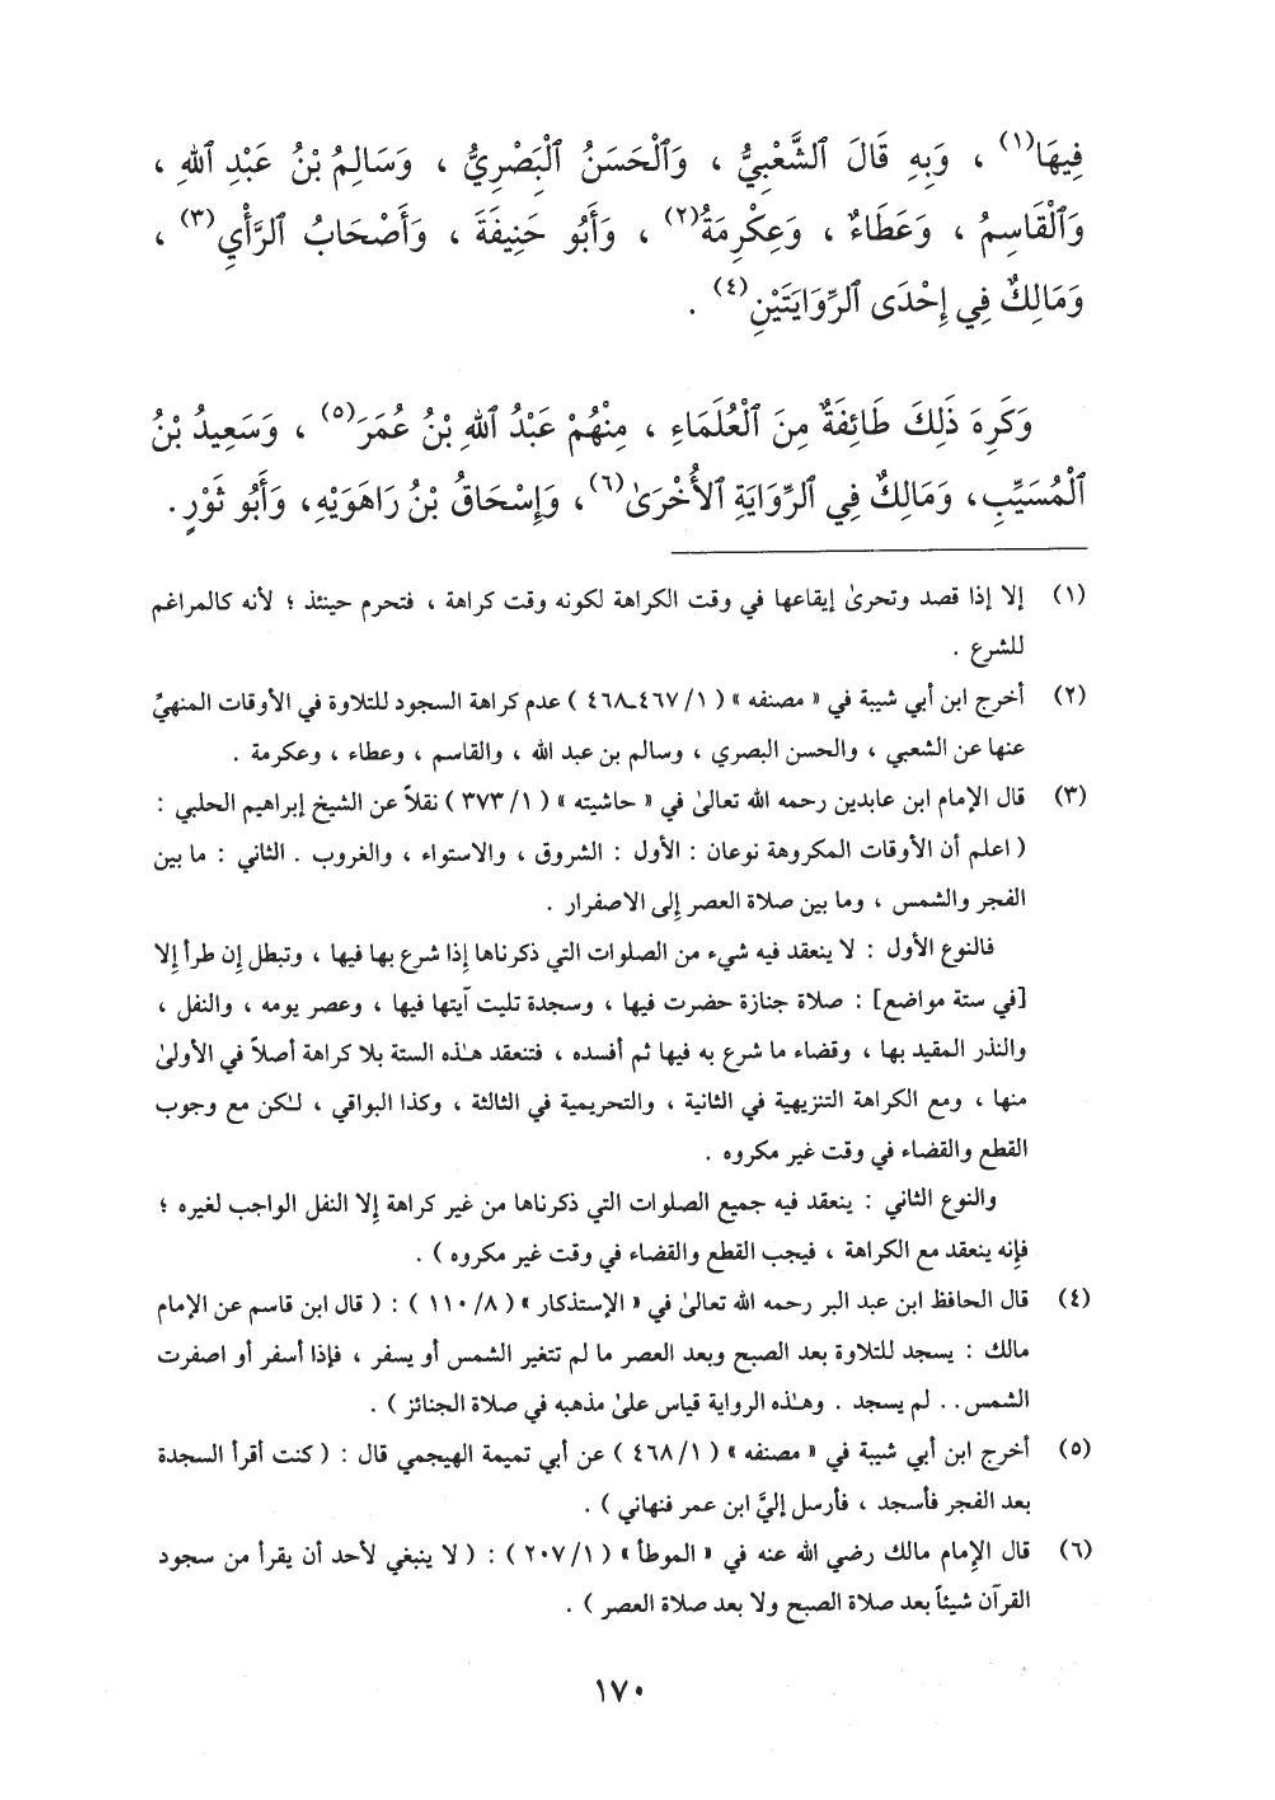 فِيهَا(١) ، وَبِهِ قَالَ ٱلشَّعْبِيُّ ، وَٱلْحَسَنُ ٱلْبَصْرِيُّ ، وَسَالِمُ بْنُ عَبْدِ ٱللهِ ،
وَٱلْقَاسِمُ ، وَعَطَاءٌ ، وَعِكْرِمَةُ(٢) ، وَأَبُو حَنِيفَةَ ، وَأَصْحَابُ ٱلرَّأْيِ(٣) ،
وَمَالِكٌ فِي إِحْدَى ٱلرِّوَايَتَيْنِ(٤) .
وَكَرِهَ ذَلِكَ طَائِفَةٌ مِنَ ٱلْعُلَمَاءِ ، مِنْهُمْ عَبْدُ ٱللهِ بْنُ عُمَرَ(٥) ، وَسَعِيدُ بْنُ
ٱلْمُسَيِّبِ، وَمَالِكٌ فِي ٱلرِّوَايَةِ ٱلأُخْرَىٰ(٦)، وَإِسْحَاقُ بْنُ رَاهَوَيْهِ، وَأَبُو ثَوْرٍ.
(١) إلا إذا قصد وتحرىٰ إيقاعها في وقت الكراهة لكونه وقت كراهة ، فتحرم حينئذ ؛ لأنه كالمراغم
للشرع .
(٢) أخرج ابن أبي شيبة في « مصنفه » ( ١/ ٤٦٧ـ٤٦٨ ) عدم كراهة السجود للتلاوة في الأوقات المنهيِّ
عنها عن الشعبي ، والحسن البصري ، وسالم بن عبد الله ، والقاسم ، وعطاء ، وعكرمة .
(٣) قال الإمام ابن عابدين رحمه الله تعالىٰ في « حاشيته » ( ١/ ٣٧٣ ) نقلاً عن الشيخ إبراهيم الحلبي :
( اعلم أن الأوقات المكروهة نوعان : الأول : الشروق ، والاستواء ، والغروب . الثاني : ما بين
الفجر والشمس ، وما بين صلاة العصر إلى الاصفرار .
فالنوع الأول : لا ينعقد فيه شيء من الصلوات التي ذكرناها إذا شرع بها فيها ، وتبطل إن طرأ إلا
[في ستة مواضع] : صلاة جنازة حضرت فيها ، وسجدة تليت آيتها فيها ، وعصر يومه ، والنفل ،
والنذر المقيد بها ، وقضاء ما شرع به فيها ثم أفسده ، فتنعقد هـٰذه الستة بلا كراهة أصلاً في الأولىٰ
منها ، ومع الكراهة التنزيهية في الثانية ، والتحريمية في الثالثة ، وكذا البواقي ، لـٰكن مع وجوب
القطع والقضاء في وقت غير مكروه .
والنوع الثاني : ينعقد فيه جميع الصلوات التي ذكرناها من غير كراهة إلا النفل الواجب لغيره ؛
فإنه ينعقد مع الكراهة ، فيجب القطع والقضاء في وقت غير مكروه ) .
(٤) قال الحافظ ابن عبد البر رحمه الله تعالىٰ في « الإستذكار » ( ٨/ ١١٠ ) : ( قال ابن قاسم عن الإمام
مالك : يسجد للتلاوة بعد الصبح وبعد العصر ما لم تتغير الشمس أو يسفر ، فإذا أسفر أو اصفرت
الشمس . . لم يسجد . وهـٰذه الرواية قياس علىٰ مذهبه في صلاة الجنائز ) .
(٥) أخرج ابن أبي شيبة في « مصنفه » ( ١/ ٤٦٨ ) عن أبي تميمة الهيجمي قال : ( كنت أقرأ السجدة
بعد الفجر فأسجد ، فأرسل إليَّ ابن عمر فنهاني ) .
(٦) قال الإمام مالك رضي الله عنه في « الموطأ » ( ١/ ٢٠٧ ) : ( لا ينبغي لأحد أن يقرأ من سجود
القرآن شيئاً بعد صلاة الصبح ولا بعد صلاة العصر ) .
١٧٠